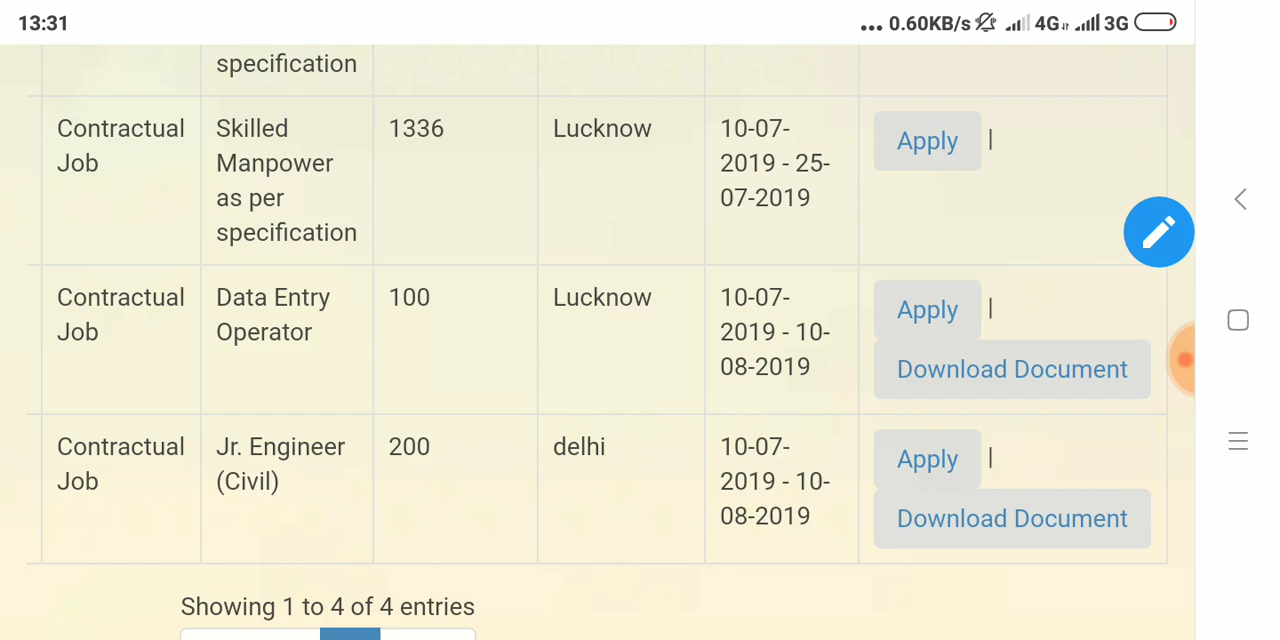 13:31
... 0.60KB/s 4G 3G
specification
Contractual Job
Skilled Manpower as per specification
1336
Lucknow
10-07-2019 - 25-07-2019
Apply |
Contractual Job
Data Entry Operator
100
Lucknow
10-07-2019 - 10-08-2019
Apply |
Download Document
Contractual Job
Jr. Engineer (Civil)
200
delhi
10-07-2019 - 10-08-2019
Apply |
Download Document
Showing 1 to 4 of 4 entries